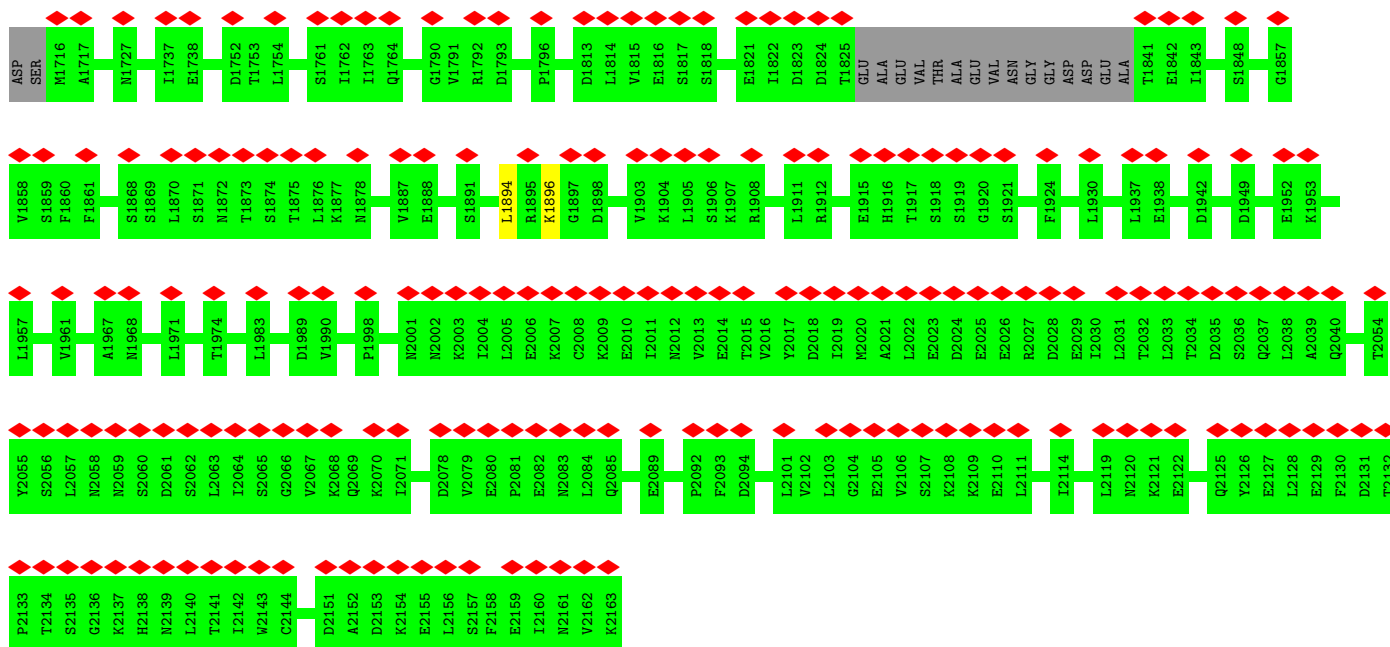 ASP SER M1716 A1717 N1727 I1737 E1738 D1752 T1753 L1754 S1761 I1762 I1763 Q1764 G1790 V1791 R1792 D1793 P1796 D1813 L1814 V1815 E1816 S1817 S1818 E1821 I1822 D1823 D1824 T1825 GLU ALA GLU VAL THR ALA GLU VAL ASN GLY GLY ASP ASP GLU ALA T1841 E1842 I1843 S1848 G1857
V1858 S1859 F1860 F1861 S1868 S1869 L1870 S1871 N1872 T1873 S1874 T1875 L1876 K1877 N1878 V1887 E1888 S1891 L1894 R1895 K1896 G1897 D1898 V1903 K1904 L1905 S1906 K1907 R1908 L1911 R1912 E1915 H1916 T1917 S1918 S1919 G1920 S1921 F1924 L1930 L1937 E1938 D1942 D1949 E1952 K1953
L1957 V1961 A1967 N1968 L1971 T1974 L1983 D1989 V1990 P1998 N2001 N2002 K2003 I2004 L2005 E2006 K2007 C2008 K2009 E2010 I2011 N2012 V2013 E2014 T2015 V2016 Y2017 D2018 I2019 M2020 A2021 L2022 E2023 D2024 E2025 E2026 R2027 D2028 E2029 I2030 L2031 T2032 L2033 T2034 D2035 S2036 Q2037 L2038 A2039 Q2040 T2054
Y2055 S2056 L2057 N2058 N2059 S2060 D2061 S2062 L2063 I2064 S2065 G2066 V2067 K2068 Q2069 K2070 I2071 D2078 V2079 E2080 P2081 E2082 N2083 L2084 Q2085 E2089 P2092 F2093 D2094 L2101 V2102 L2103 G2104 E2105 V2106 S2107 K2108 K2109 E2110 L2111 I2114 L2119 N2120 K2121 E2122 Q2125 Y2126 E2127 L2128 E2129 F2130 D2131 T2132
P2133 T2134 S2135 G2136 K2137 H2138 N2139 L2140 T2141 I2142 W2143 C2144 D2151 A2152 D2153 K2154 E2155 L2156 S2157 F2158 E2159 I2160 N2161 V2162 K2163